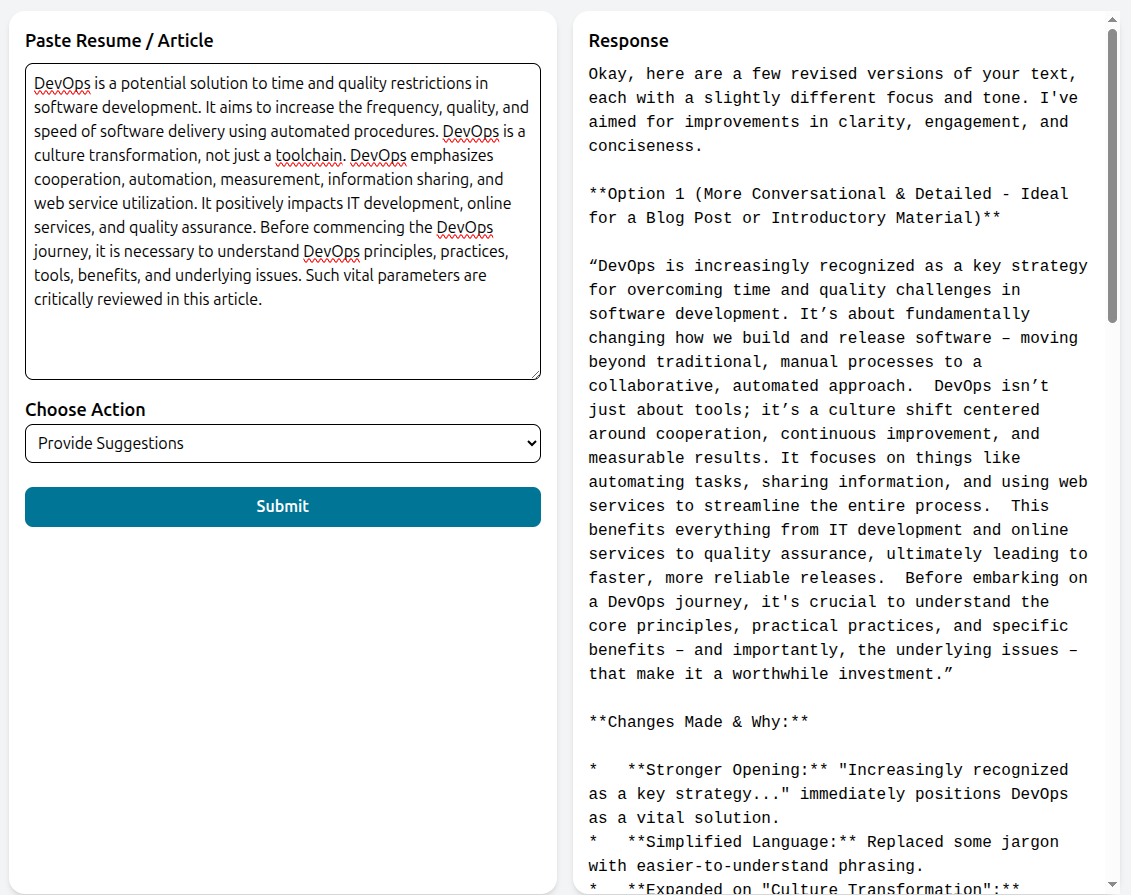 Paste Resume / Article
DevOps is a potential solution to time and quality restrictions in
software development. It aims to increase the frequency, quality, and
speed of software delivery using automated procedures. DevOps is a
culture transformation, not just a toolchain. DevOps emphasizes
cooperation, automation, measurement, information sharing, and
web service utilization. It positively impacts IT development, online
services, and quality assurance. Before commencing the DevOps
journey, it is necessary to understand DevOps principles, practices,
tools, benefits, and underlying issues. Such vital parameters are
critically reviewed in this article.
Choose Action
Provide Suggestions
Submit
Response
Okay, here are a few revised versions of your text,
each with a slightly different focus and tone. I've
aimed for improvements in clarity, engagement, and
conciseness.
**Option 1 (More Conversational & Detailed - Ideal
for a Blog Post or Introductory Material)**
“DevOps is increasingly recognized as a key strategy
for overcoming time and quality challenges in
software development. It’s about fundamentally
changing how we build and release software – moving
beyond traditional, manual processes to a
collaborative, automated approach.  DevOps isn’t
just about tools; it’s a culture shift centered
around cooperation, continuous improvement, and
measurable results. It focuses on things like
automating tasks, sharing information, and using web
services to streamline the entire process.  This
benefits everything from IT development and online
services to quality assurance, ultimately leading to
faster, more reliable releases.  Before embarking on
a DevOps journey, it's crucial to understand the
core principles, practical practices, and specific
benefits – and importantly, the underlying issues –
that make it a worthwhile investment.”
**Changes Made & Why:**
*   **Stronger Opening:** "Increasingly recognized
as a key strategy..." immediately positions DevOps
as a vital solution.
*   **Simplified Language:** Replaced some jargon
with easier-to-understand phrasing.
*   **Expanded on "Culture Transformation":**